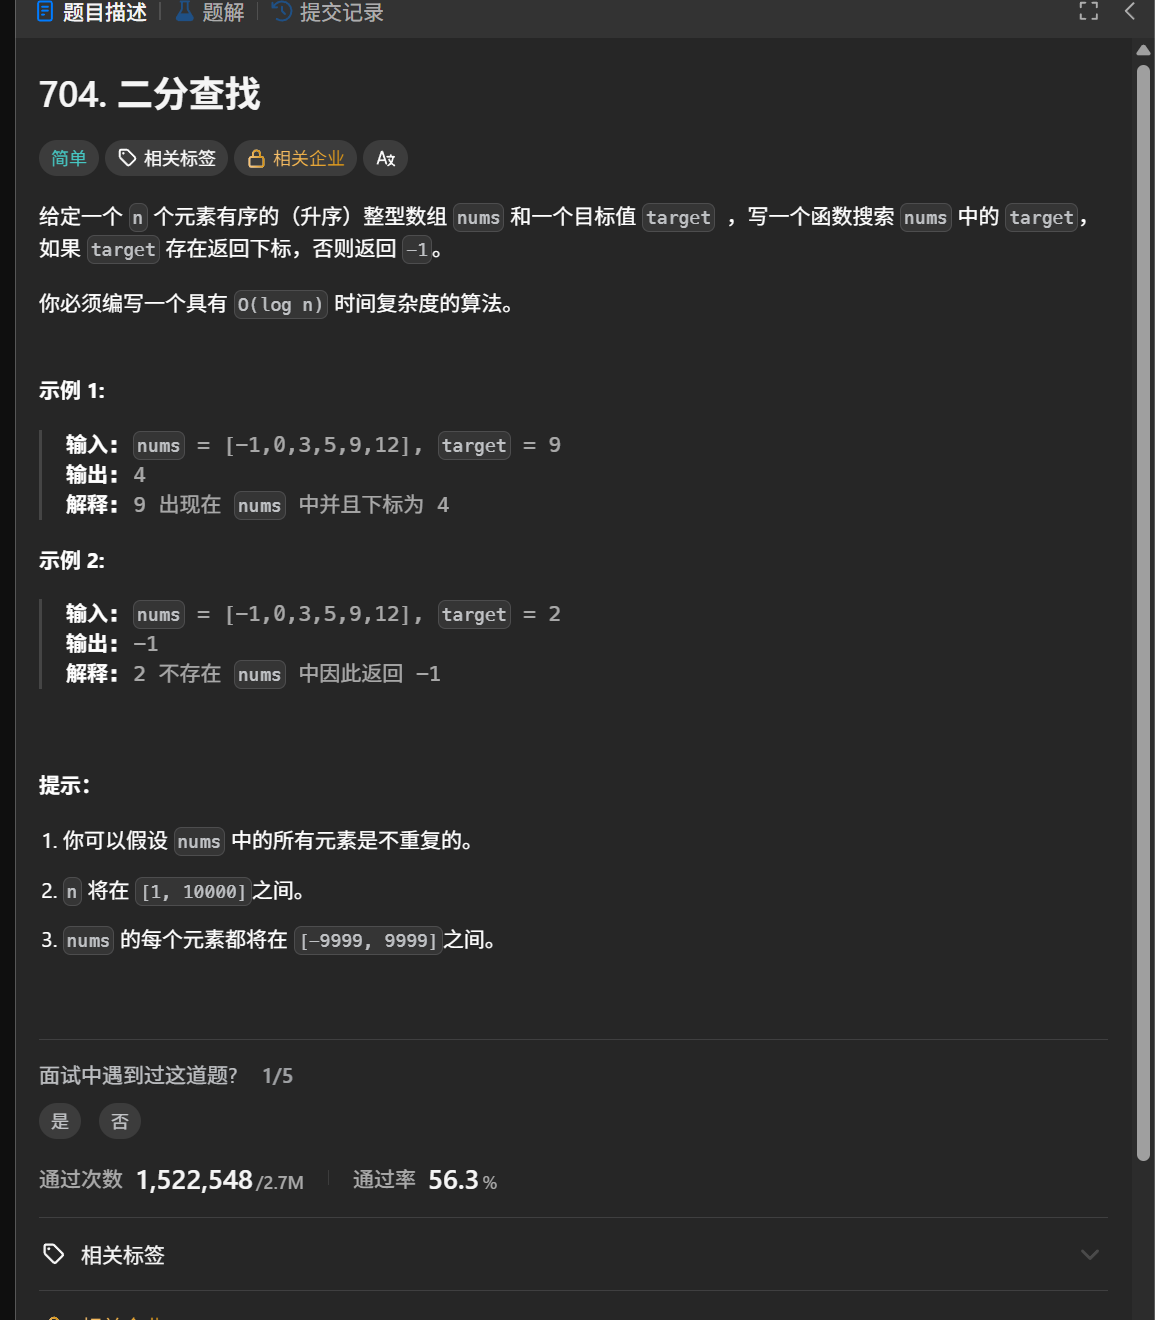 题目描述 题解 提交记录
704. 二分查找
简单 相关标签 相关企业 A文
给定一个 n 个元素有序的（升序）整型数组 nums 和一个目标值 target ，写一个函数搜索 nums 中的 target，
如果 target 存在返回下标，否则返回 -1。
你必须编写一个具有 O(log n) 时间复杂度的算法。
示例 1:
输入: nums = [-1,0,3,5,9,12], target = 9
输出: 4
解释: 9 出现在 nums 中并且下标为 4
示例 2:
输入: nums = [-1,0,3,5,9,12], target = 2
输出: -1
解释: 2 不存在 nums 中因此返回 -1
提示：
1. 你可以假设 nums 中的所有元素是不重复的。
2. n 将在 [1, 10000]之间。
3. nums 的每个元素都将在 [-9999, 9999]之间。
面试中遇到过这道题? 1/5
是 否
通过次数 1,522,548/2.7M 通过率 56.3%
相关标签